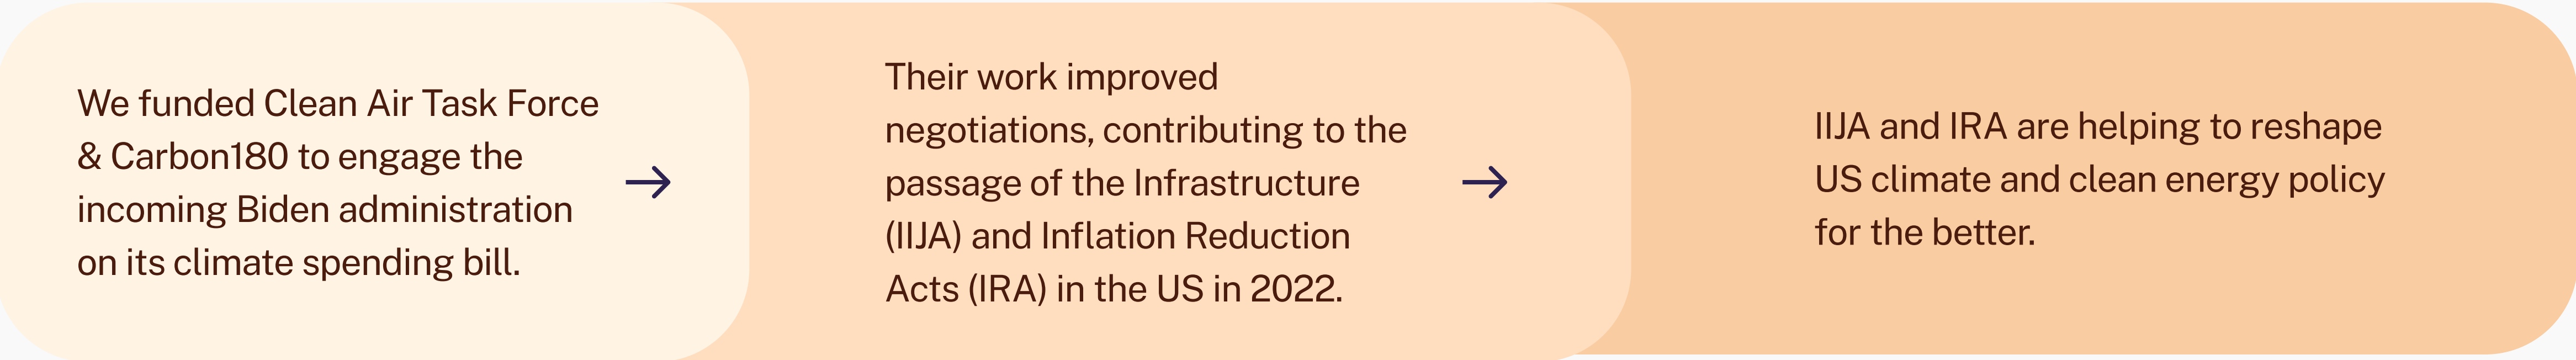 We funded Clean Air Task Force
& Carbon180 to engage the
incoming Biden administration
on its climate spending bill.
Their work improved
negotiations, contributing to the
passage of the Infrastructure
(IIJA) and Inflation Reduction
Acts (IRA) in the US in 2022.
IIJA and IRA are helping to reshape
US climate and clean energy policy
for the better.